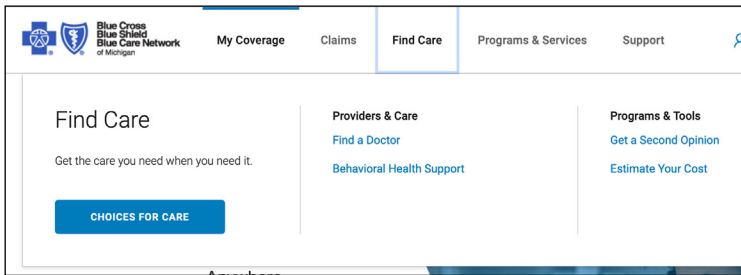 Blue Cross
Blue Shield
Blue Care Network
of Michigan
My Coverage
Claims
Find Care
Programs & Services
Support
Find Care
Get the care you need when you need it.
CHOICES FOR CARE
Providers & Care
Find a Doctor
Behavioral Health Support
Programs & Tools
Get a Second Opinion
Estimate Your Cost